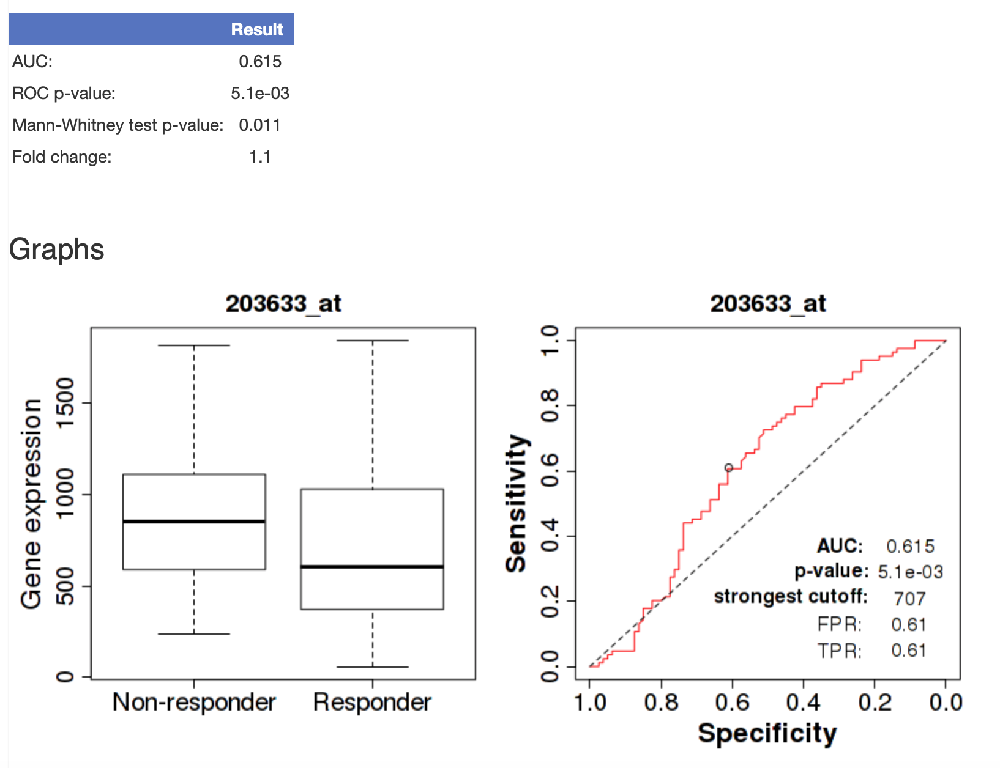 Result
AUC: 0.615
ROC p-value: 5.1e-03
Mann-Whitney test p-value: 0.011
Fold change: 1.1
Graphs
203633_at
Gene expression
1500
1000
500
0
Non-responder Responder
203633_at
Sensitivity
1.0
0.8
0.6
0.4
0.2
0.0
AUC: 0.615
p-value: 5.1e-03
strongest cutoff: 707
FPR: 0.61
TPR: 0.61
1.0 0.8 0.6 0.4 0.2 0.0
Specificity